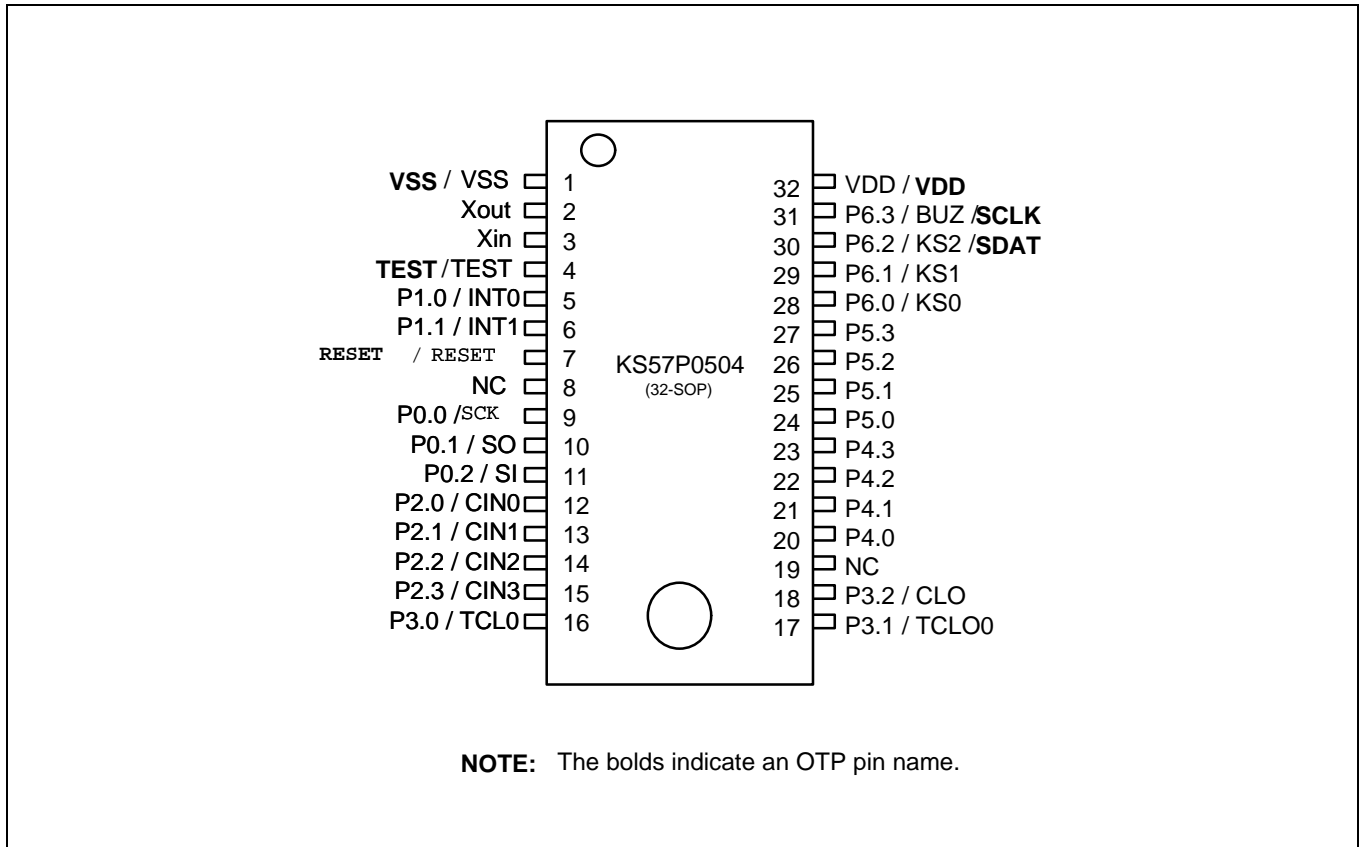 VSS / VSS 1
Xout 2
Xin 3
TEST /TEST 4
P1.0 / INT0 5
P1.1 / INT1 6
RESET / RESET 7
NC 8
P0.0 /SCK 9
P0.1 / SO 10
P0.2 / SI 11
P2.0 / CIN0 12
P2.1 / CIN1 13
P2.2 / CIN2 14
P2.3 / CIN3 15
P3.0 / TCL0 16
KS57P0504
(32-SOP)
32 VDD / VDD
31 P6.3 / BUZ /SCLK
30 P6.2 / KS2 /SDAT
29 P6.1 / KS1
28 P6.0 / KS0
27 P5.3
26 P5.2
25 P5.1
24 P5.0
23 P4.3
22 P4.2
21 P4.1
20 P4.0
19 NC
18 P3.2 / CLO
17 P3.1 / TCLO0
NOTE: The bolds indicate an OTP pin name.